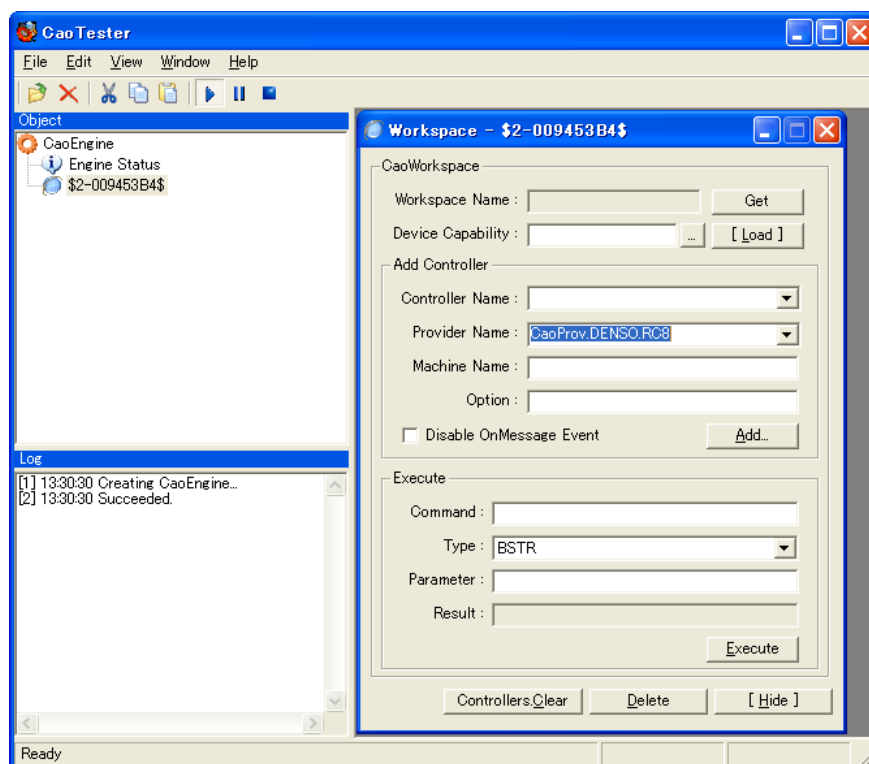 CaoTester
File Edit View Window Help
Object
CaoEngine
Engine Status
$2-009453B4$
Log
[1] 13:30:30 Creating CaoEngine...
[2] 13:30:30 Succeeded.
Workspace - $2-009453B4$
CaoWorkspace
Workspace Name : Get
Device Capability : ... [ Load ]
Add Controller
Controller Name :
Provider Name : CaoProv.DENSO.RC8
Machine Name :
Option :
Disable OnMessage Event Add...
Execute
Command :
Type : BSTR
Parameter :
Result :
Execute
Controllers.Clear Delete [ Hide ]
Ready